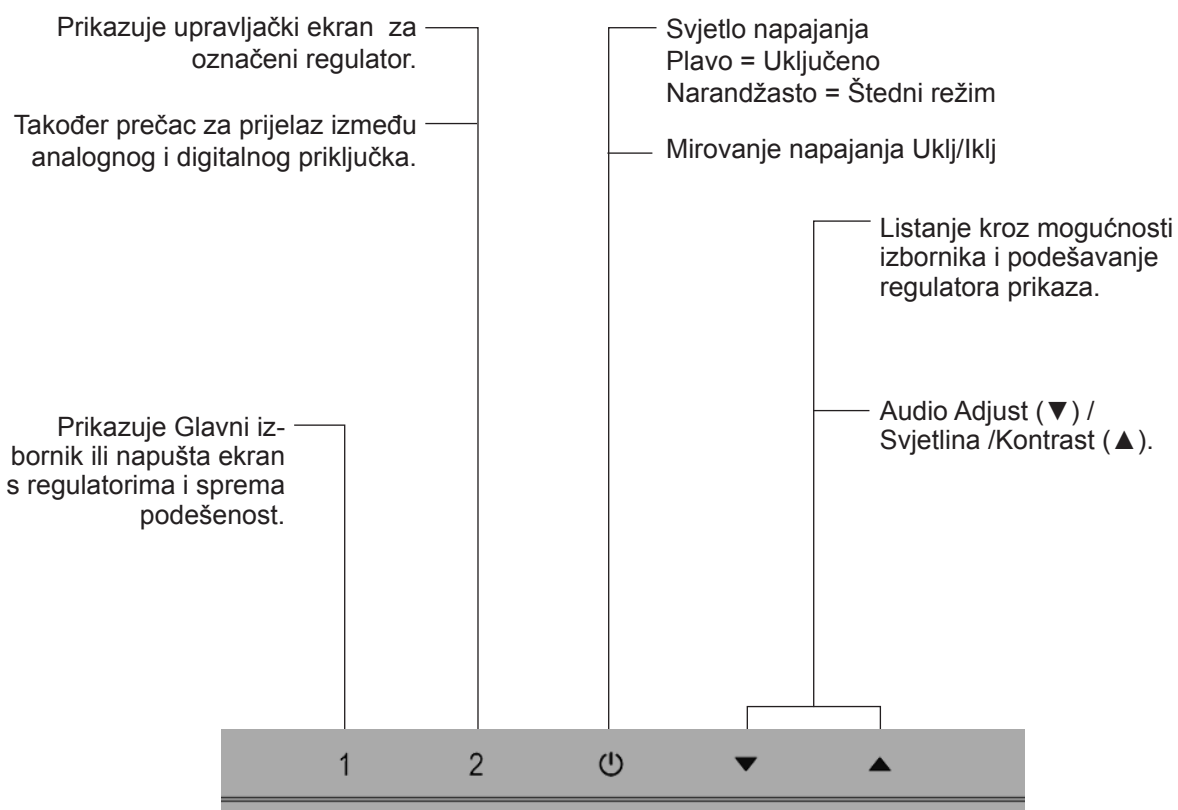 Prikazuje upravljački ekran  za
označeni regulator.
Također prečac za prijelaz između
analognog i digitalnog priključka.
Svjetlo napajanja
Plavo = Uključeno
Narandžasto = Štedni režim
Mirovanje napajanja Uklj/Iklj
Listanje kroz mogućnosti
izbornika i podešavanje
regulatora prikaza.
Audio Adjust (▼) /
Svjetlina /Kontrast (▲).
Prikazuje Glavni iz-
bornik ili napušta ekran
s regulatorima i sprema
podešenost.
1 2 ⏻ ▼ ▲